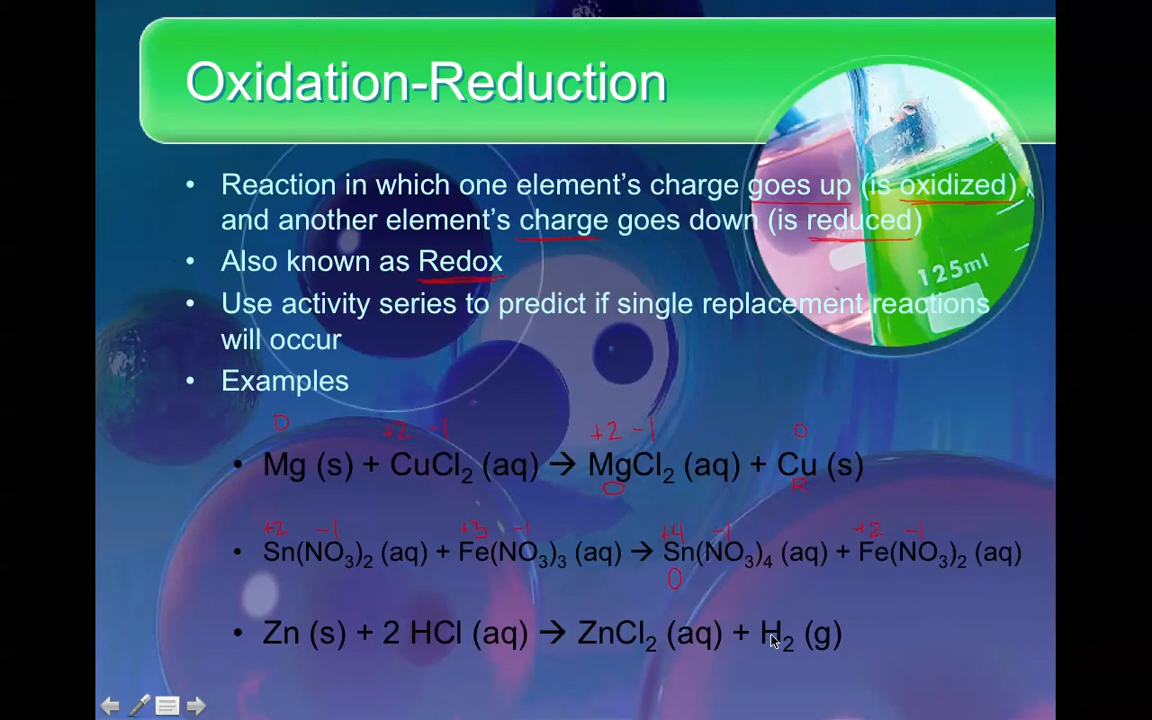 Oxidation-Reduction
• Reaction in which one element's charge goes up (is oxidized)
and another element's charge goes down (is reduced)
• Also known as Redox
• Use activity series to predict if single replacement reactions
will occur
• Examples
0 +2 -1 +2 -1 0
• Mg (s) + CuCl₂ (aq) → MgCl₂ (aq) + Cu (s)
O R
+2 -1 +3 -1 +4 -1 +2 -1
• Sn(NO₃)₂ (aq) + Fe(NO₃)₃ (aq) → Sn(NO₃)₄ (aq) + Fe(NO₃)₂ (aq)
O
• Zn (s) + 2 HCl (aq) → ZnCl₂ (aq) + H₂ (g)
125ml